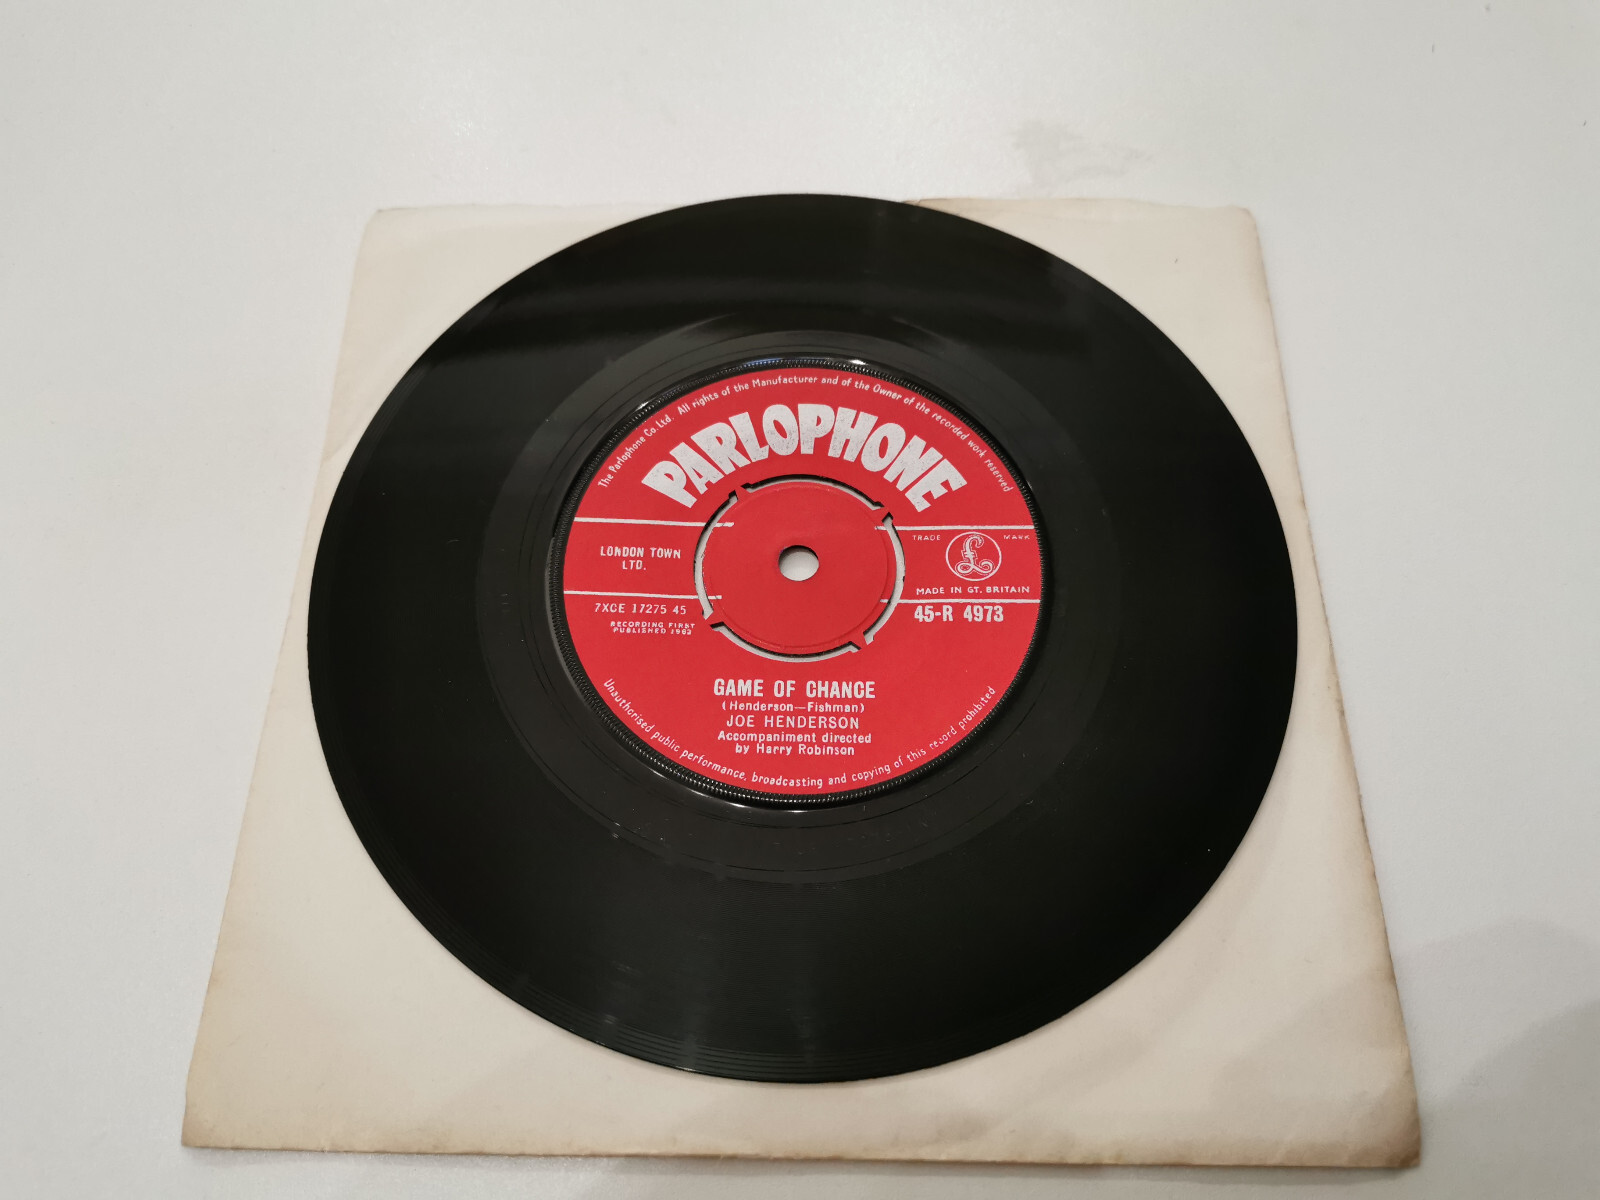 The Parlophone Co. Ltd. All rights of the Manufacturer and of the Owner of the recorded work reserved
PARLOPHONE
LONDON TOWN
LTD.
TRADE MARK
£
MADE IN GT. BRITAIN
7XCE 17275 45
45-R 4973
RECORDING FIRST
PUBLISHED 1962
GAME OF CHANCE
(Henderson—Fishman)
JOE HENDERSON
Accompaniment directed
by Harry Robinson
Unauthorised public performance, broadcasting and copying of this record prohibited